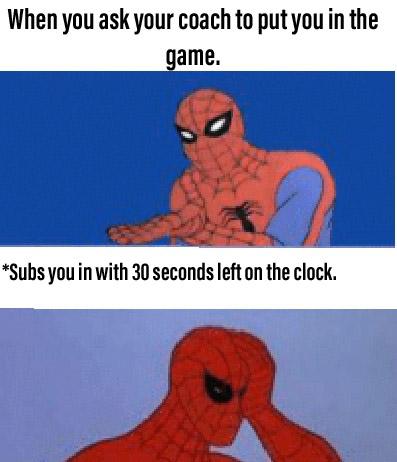 When you ask your coach to put you in the
game.
*Subs you in with 30 seconds left on the clock.